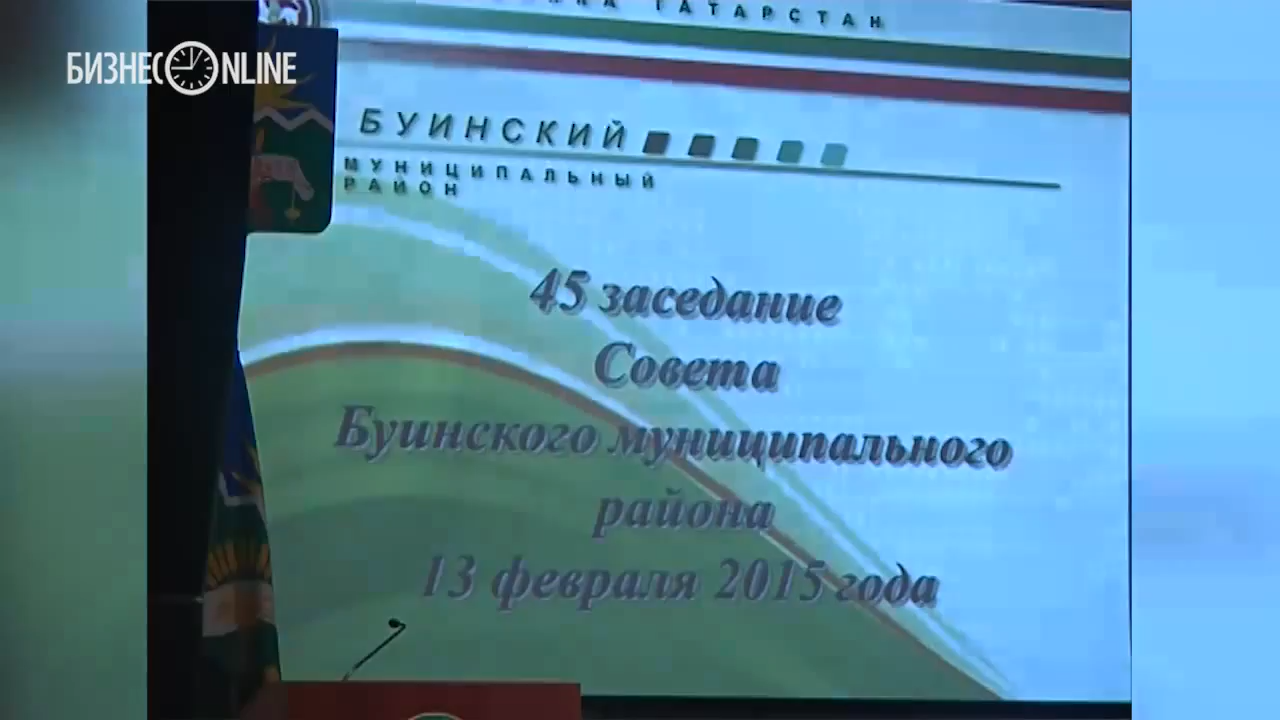 ТАТАРСТАН
БИЗНЕС ONLINE
БУИНСКИЙ
МУНИЦИПАЛЬНЫЙ
РАЙОН
45 заседание
Совета
Буинского муниципального
района
13 февраля 2015 года